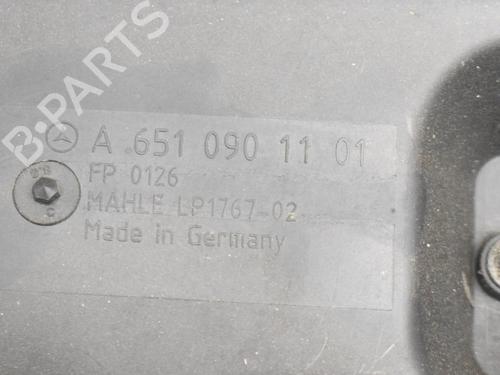 B-PARTS
A 651 090 11 01
FP 0126
MAHLE LP1767-02
Made in Germany